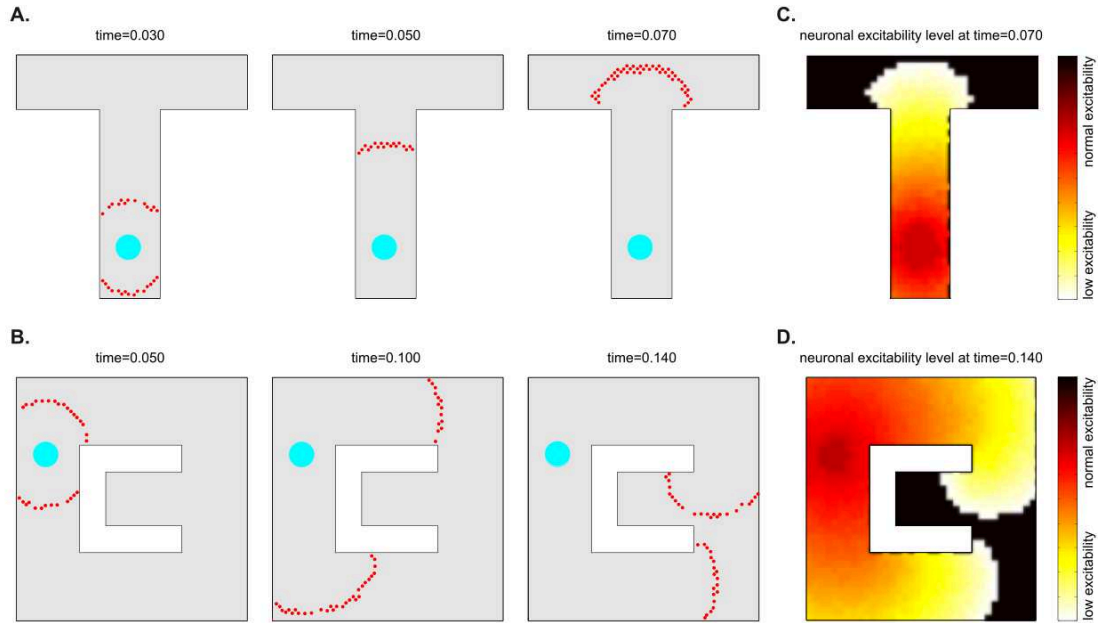 A.
time=0.030
time=0.050
time=0.070
C.
neuronal excitability level at time=0.070
normal excitability
low excitability
B.
time=0.050
time=0.100
time=0.140
D.
neuronal excitability level at time=0.140
normal excitability
low excitability